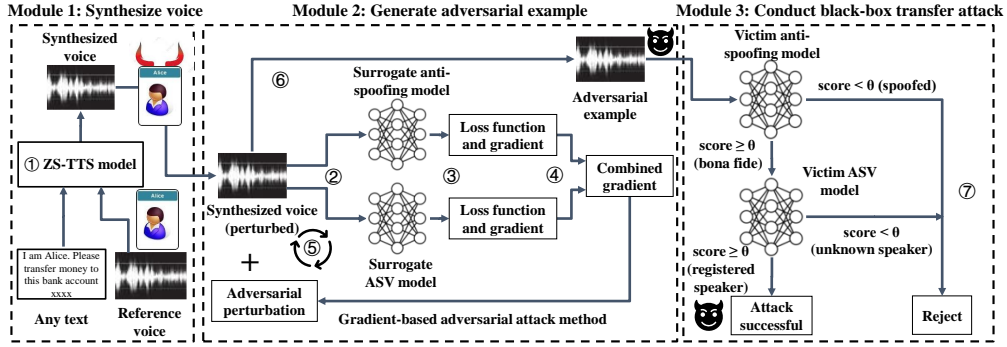 Module 1: Synthesize voice
Synthesized
voice
Alice
① ZS-TTS model
Alice
I am Alice. Please
transfer money to
this bank account
xxxx
Any text
Reference
voice
Module 2: Generate adversarial example
⑥
Surrogate anti-
spoofing model
Adversarial
example
Loss function
and gradient
②
③
④
Combined
gradient
Synthesized voice
(perturbed)
Loss function
and gradient
⑤
Surrogate
ASV model
+
Adversarial
perturbation
Gradient-based adversarial attack method
Module 3: Conduct black-box transfer attack
Victim anti-
spoofing model
score < θ (spoofed)
score ≥ θ
(bona fide)
Victim ASV
model
⑦
score < θ
(unknown speaker)
score ≥ θ
(registered
speaker)
Attack
successful
Reject